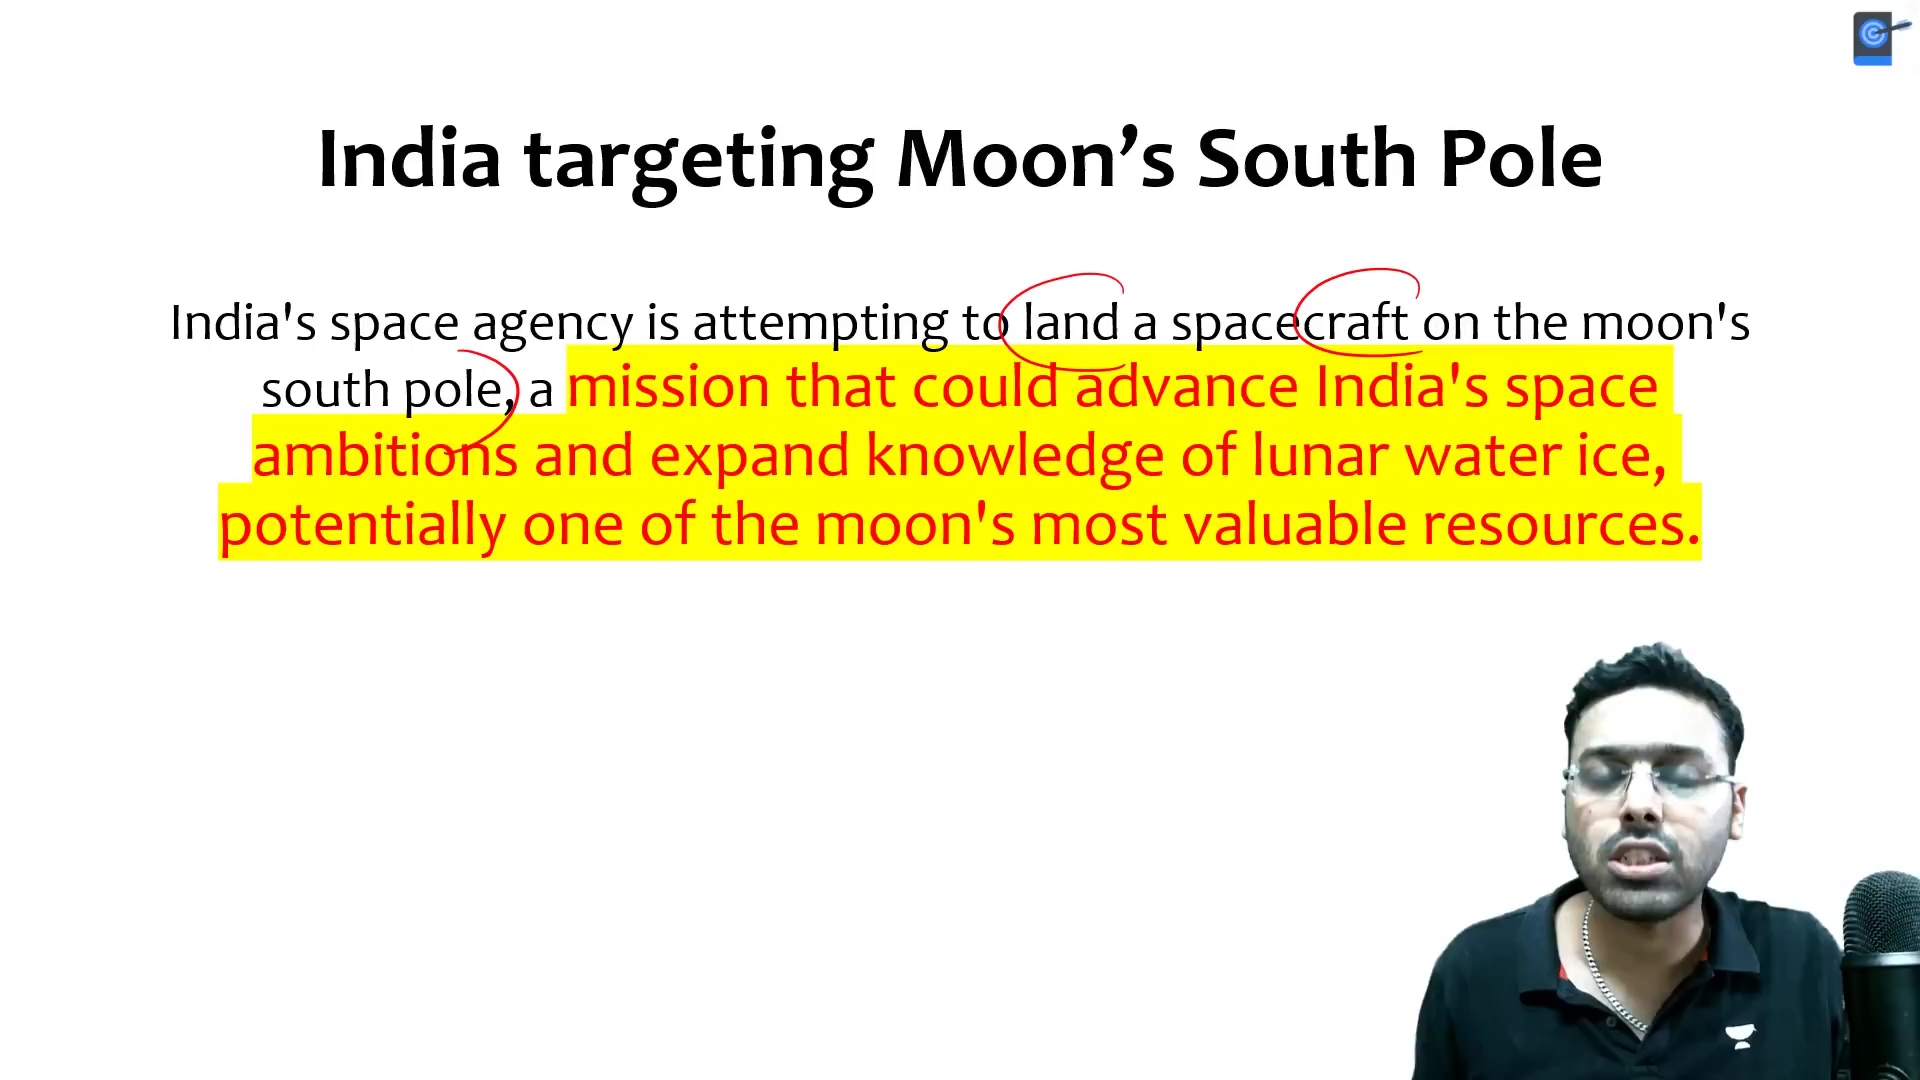 India targeting Moon’s South Pole
India's space agency is attempting to land a spacecraft on the moon's
south pole, a mission that could advance India's space
ambitions and expand knowledge of lunar water ice,
potentially one of the moon's most valuable resources.